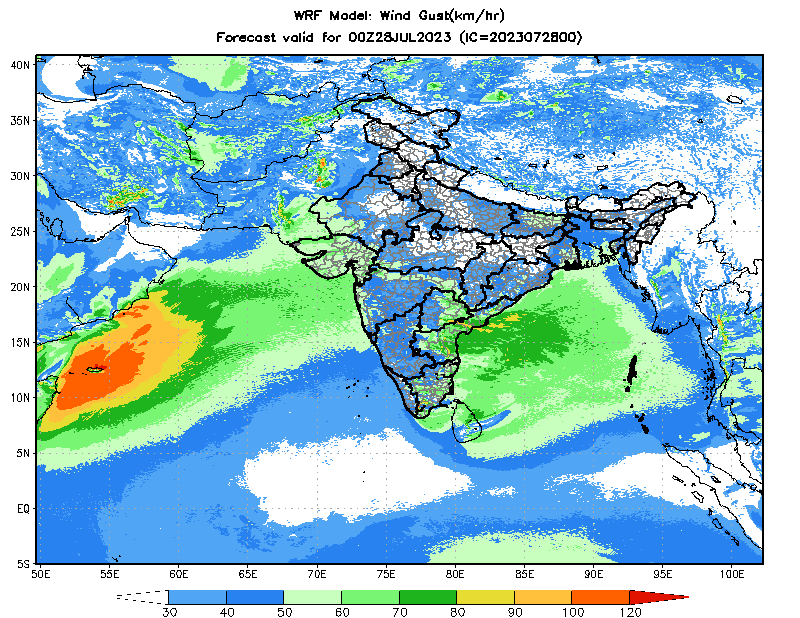 WRF Model: Wind Gust(km/hr)
Forecast valid for 00Z28JUL2023 (IC=2023072800)
40N
35N
30N
25N
20N
15N
10N
5N
EQ
5S
50E 55E 60E 65E 70E 75E 80E 85E 90E 95E 100E
30 40 50 60 70 80 90 100 120